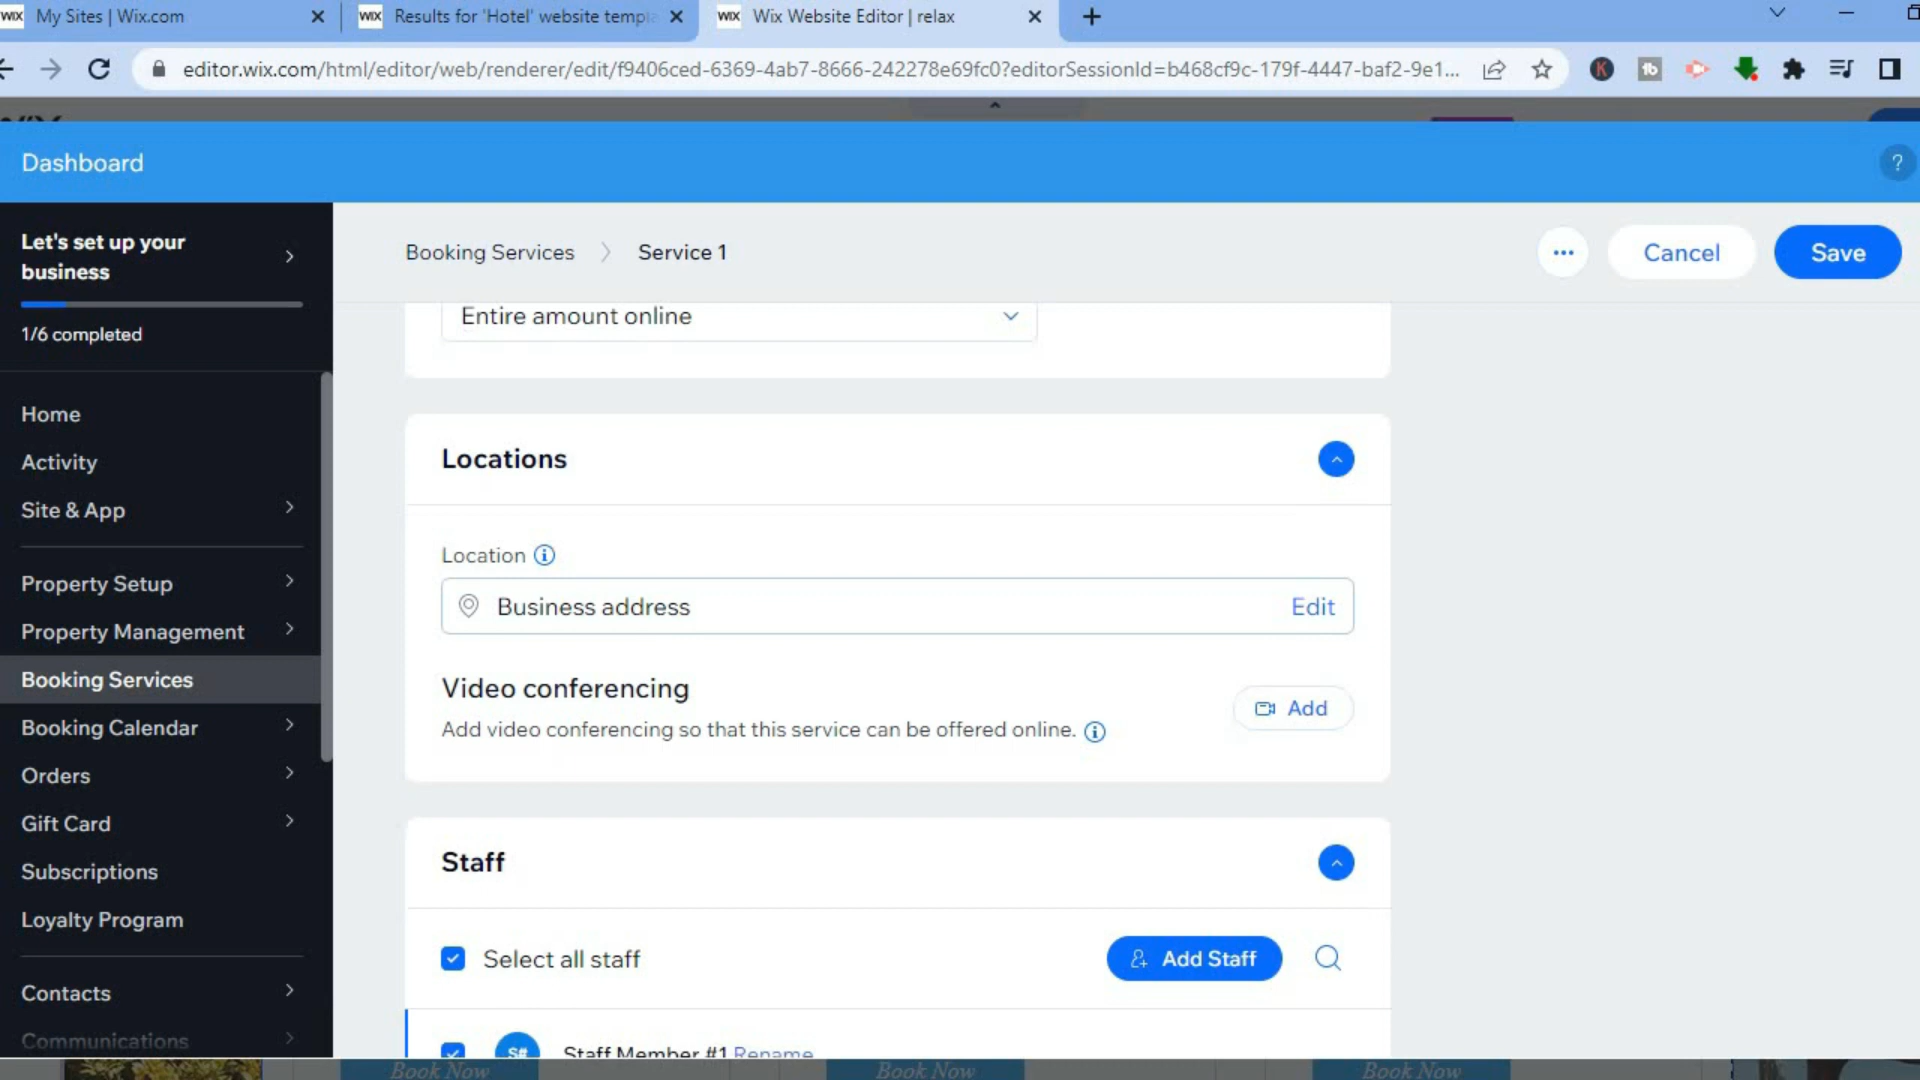 WIX My Sites | Wix.com
WIX Results for 'Hotel' website templa
WIX Wix Website Editor | relax
editor.wix.com/html/editor/web/renderer/edit/f9406ced-6369-4ab7-8666-242278e69fc0?editorSessionId=b468cf9c-179f-4447-baf2-9e1...
K
tb
Dashboard
?
Let's set up your
business
1/6 completed
Booking Services
Service 1
Cancel
Save
Home
Activity
Site & App
Property Setup
Property Management
Booking Services
Booking Calendar
Orders
Gift Card
Subscriptions
Loyalty Program
Contacts
Communications
Entire amount online
Locations
Location
Business address
Edit
Video conferencing
Add video conferencing so that this service can be offered online.
Add
Staff
Select all staff
Add Staff
S# Staff Member #1 Rename
Book Now
Book Now
Book Now